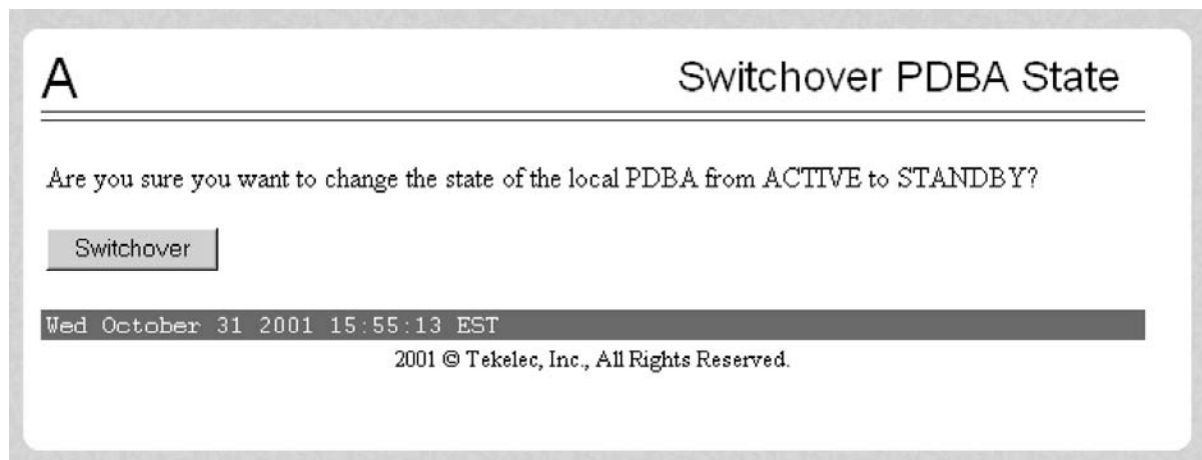 A
Switchover PDBA State
Are you sure you want to change the state of the local PDBA from ACTIVE to STANDBY?
Switchover
Wed October 31 2001 15:55:13 EST
2001 © Tekelec, Inc., All Rights Reserved.